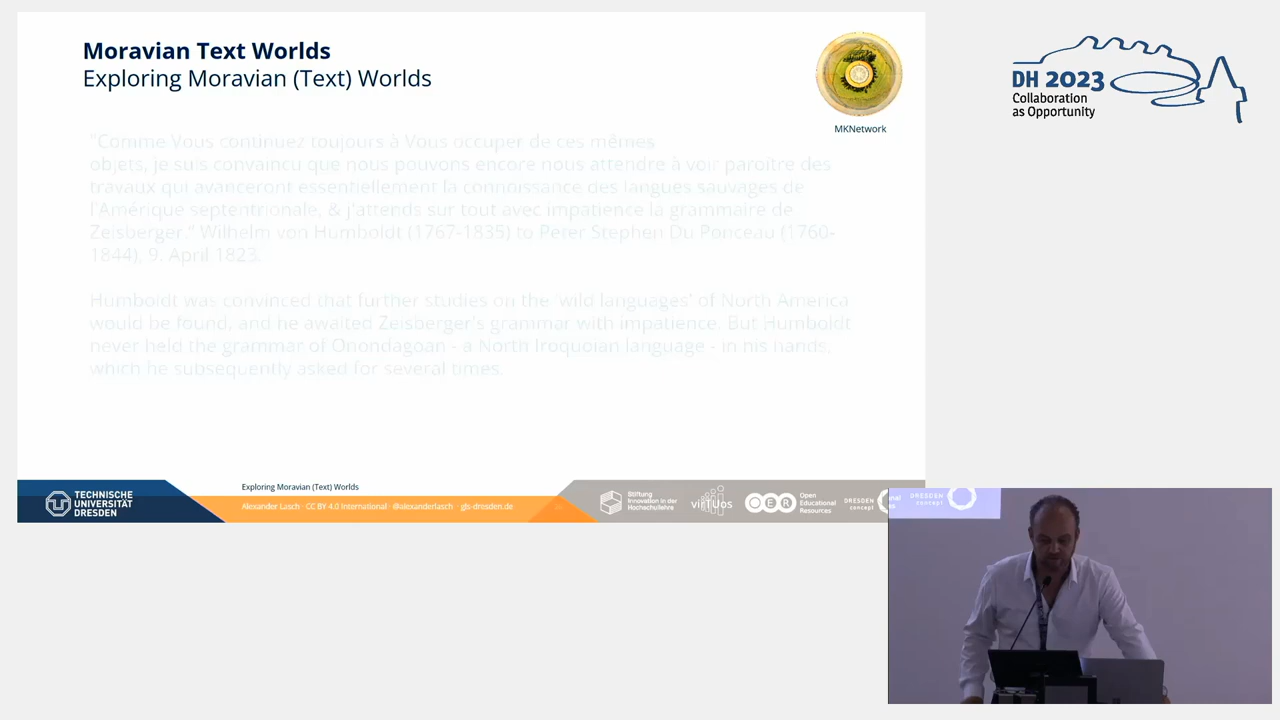 Moravian Text Worlds
Exploring Moravian (Text) Worlds
MKNetwork
DH 2023
Collaboration
as Opportunity
"Comme Vous continuez toujours à Vous occuper de ces mêmes
objets, je suis convaincu que nous pouvons encore nous attendre à voir paroître des
travaux qui avanceront essentiellement la connoissance des langues sauvages de
l'Amérique septentrionale, & j'attends sur tout avec impatience la grammaire de
Zeisberger." Wilhelm von Humboldt (1767-1835) to Peter Stephen Du Ponceau (1760-
1844), 9. April 1823.
Humboldt was convinced that further studies on the 'wild languages' of North America
would be found, and he awaited Zeisberger's grammar with impatience. But Humboldt
never held the grammar of Onondagoan - a North Iroquoian language - in his hands,
which he subsequently asked for several times.
TECHNISCHE
UNIVERSITÄT
DRESDEN
Exploring Moravian (Text) Worlds
Alexander Lasch · CC BY 4.0 International · @alexanderlasch · gls-dresden.de
Stiftung
Innovation in der
Hochschullehre
virtUos
OER
Open
Educational
Resources
DRESDEN
concept
DRESDEN
concept